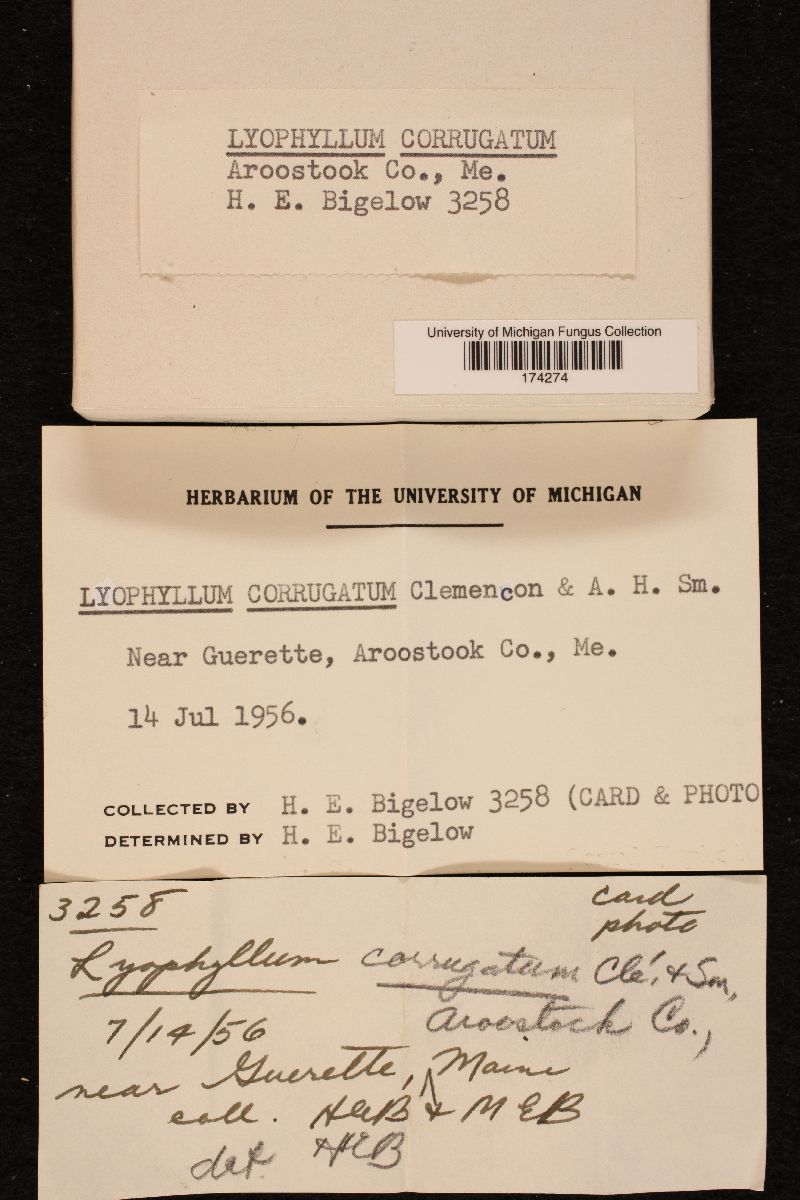 LYOPHYLLUM CORRUGATUM
Aroostook Co., Me.
H. E. Bigelow 3258
University of Michigan Fungus Collection
174274
HERBARIUM OF THE UNIVERSITY OF MICHIGAN
LYOPHYLLUM CORRUGATUM Clemencon & A. H. Sm.
Near Guerette, Aroostook Co., Me.
14 Jul 1956.
COLLECTED BY H. E. Bigelow 3258 (CARD & PHOTO
DETERMINED BY H. E. Bigelow
3258 card
photo
Lyophyllum corrugatum Clé. & Sm.
7/14/56 Aroostook Co.,
near Guerette, Maine
coll. HEB & MEB
det HEB